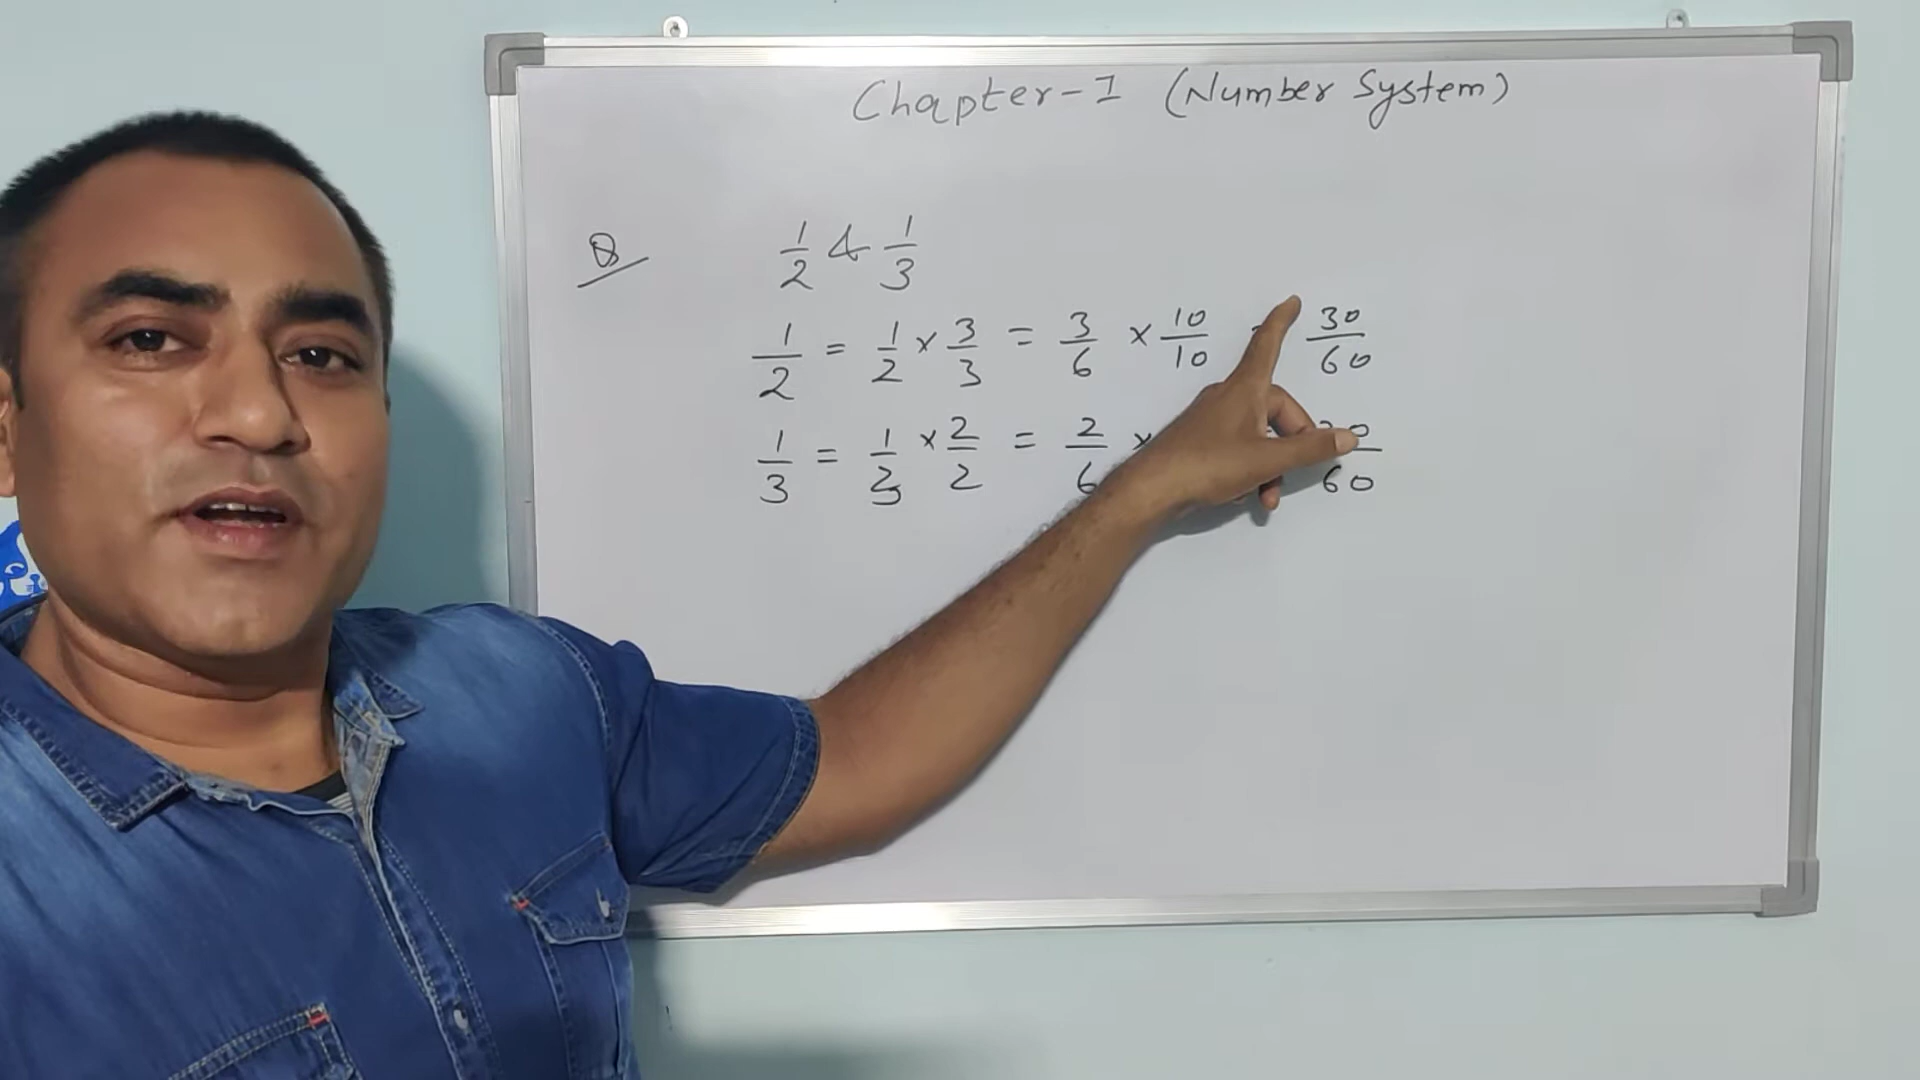 Chapter-I (Number System)
Q 1/2 & 1/3
1/2 = 1/2 × 3/3 = 3/6 × 10/10 = 30/60
1/3 = 1/3 × 2/2 = 2/6 × 20/60